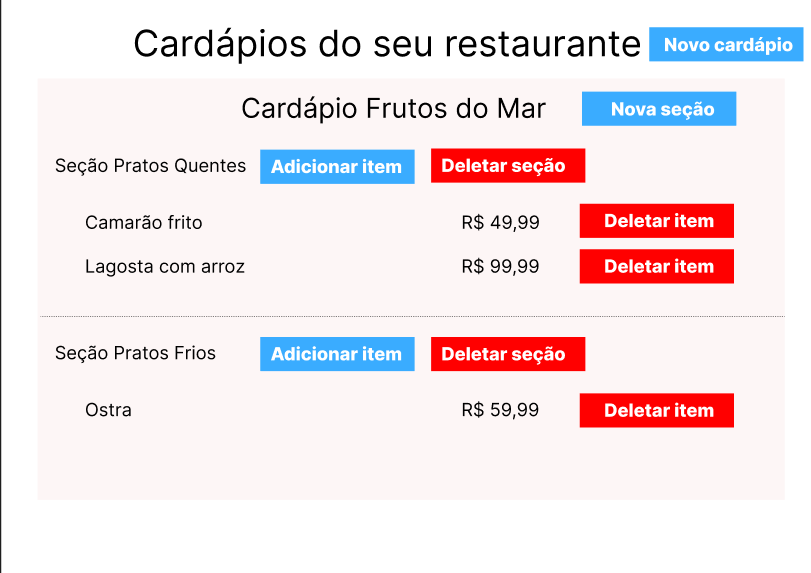 Cardápios do seu restaurante Novo cardápio
Cardápio Frutos do Mar Nova seção
Seção Pratos Quentes Adicionar item Deletar seção
Camarão frito R$ 49,99 Deletar item
Lagosta com arroz R$ 99,99 Deletar item
Seção Pratos Frios Adicionar item Deletar seção
Ostra R$ 59,99 Deletar item